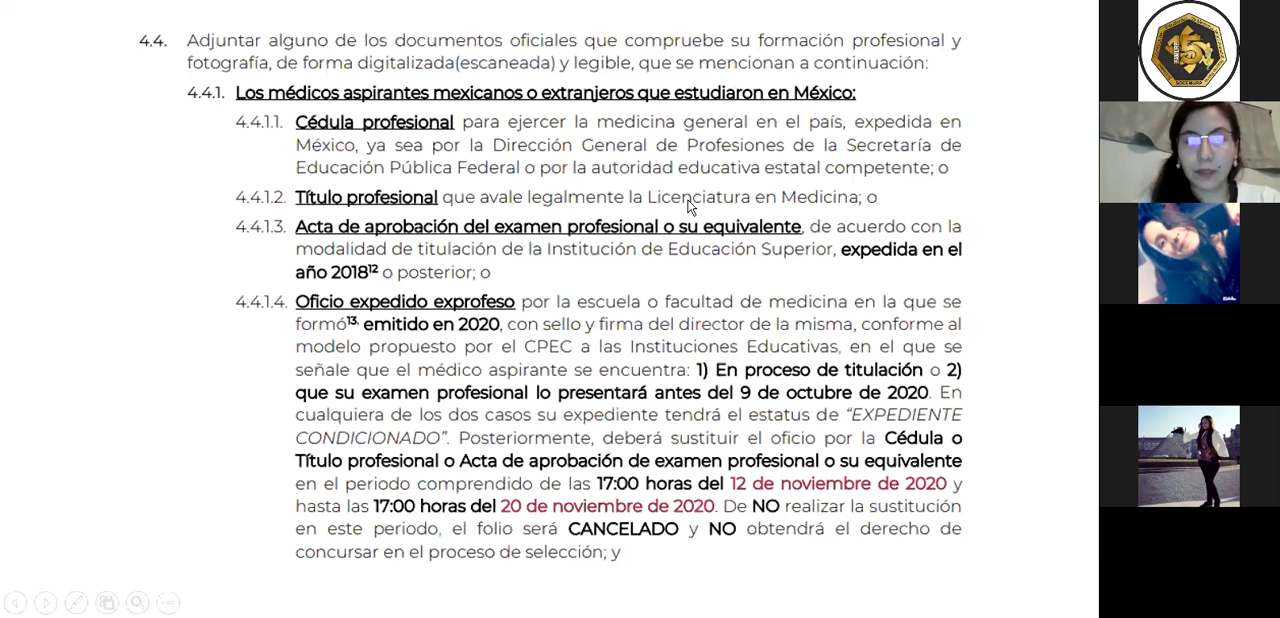 4.4. Adjuntar alguno de los documentos oficiales que compruebe su formación profesional y
fotografía, de forma digitalizada(escaneada) y legible, que se mencionan a continuación:
4.4.1. Los médicos aspirantes mexicanos o extranjeros que estudiaron en México:
4.4.1.1. Cédula profesional para ejercer la medicina general en el país, expedida en
México, ya sea por la Dirección General de Profesiones de la Secretaría de
Educación Pública Federal o por la autoridad educativa estatal competente; o
4.4.1.2. Título profesional que avale legalmente la Licenciatura en Medicina; o
4.4.1.3. Acta de aprobación del examen profesional o su equivalente, de acuerdo con la
modalidad de titulación de la Institución de Educación Superior, expedida en el
año 2018¹² o posterior; o
4.4.1.4. Oficio expedido exprofeso por la escuela o facultad de medicina en la que se
formó¹³, emitido en 2020, con sello y firma del director de la misma, conforme al
modelo propuesto por el CPEC a las Instituciones Educativas, en el que se
señale que el médico aspirante se encuentra: 1) En proceso de titulación o 2)
que su examen profesional lo presentará antes del 9 de octubre de 2020. En
cualquiera de los dos casos su expediente tendrá el estatus de “EXPEDIENTE
CONDICIONADO”. Posteriormente, deberá sustituir el oficio por la Cédula o
Título profesional o Acta de aprobación de examen profesional o su equivalente
en el periodo comprendido de las 17:00 horas del 12 de noviembre de 2020 y
hasta las 17:00 horas del 20 de noviembre de 2020. De NO realizar la sustitución
en este periodo, el folio será CANCELADO y NO obtendrá el derecho de
concursar en el proceso de selección; y